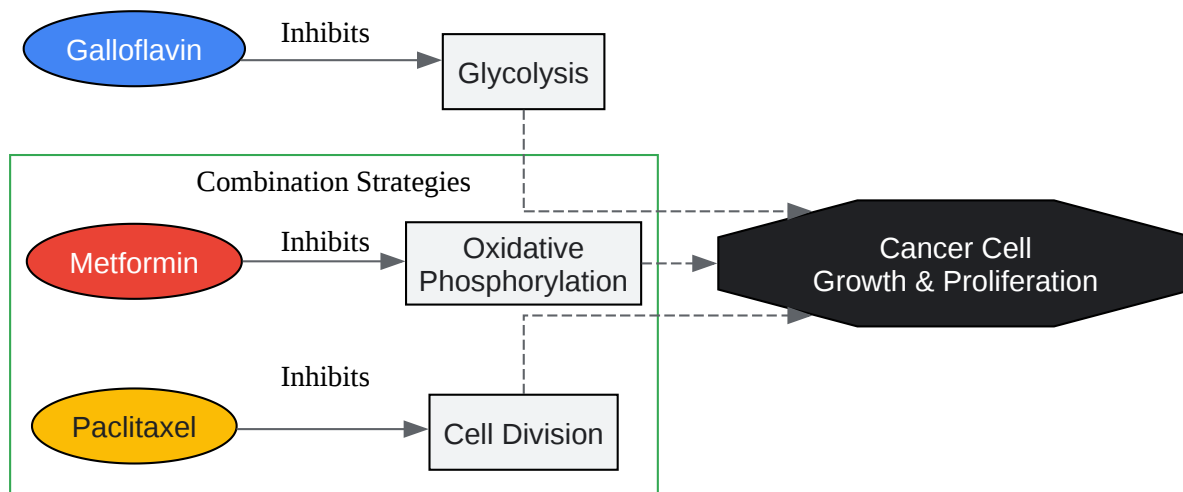 Galloflavin
Inhibits
Glycolysis
Combination Strategies
Metformin
Inhibits
Oxidative
Phosphorylation
Cancer Cell
Growth & Proliferation
Paclitaxel
Inhibits
Cell Division